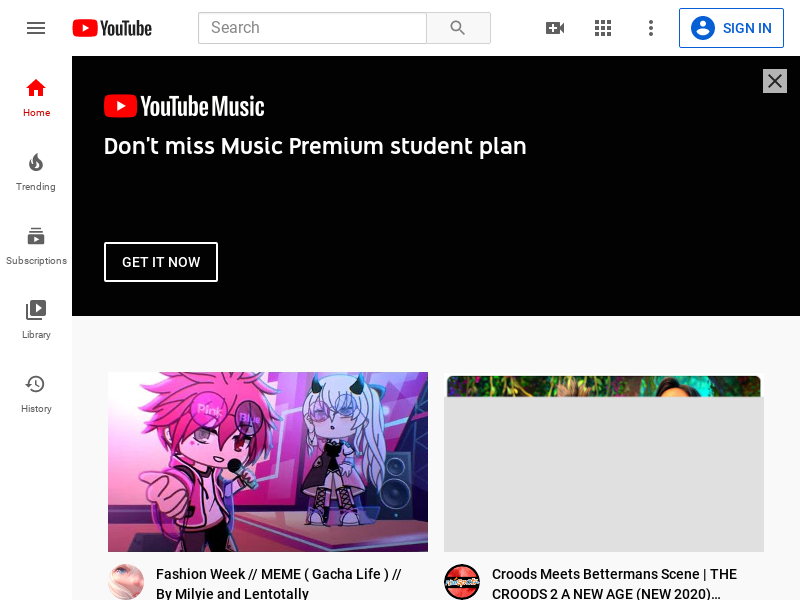 YouTube
Search
SIGN IN
Home
Trending
Subscriptions
Library
History
YouTube Music
Don't miss Music Premium student plan
GET IT NOW
Pink
Blue
Fashion Week // MEME ( Gacha Life ) //
By Milyie and Lentotally
Croods Meets Bettermans Scene | THE
CROODS 2 A NEW AGE (NEW 2020)…